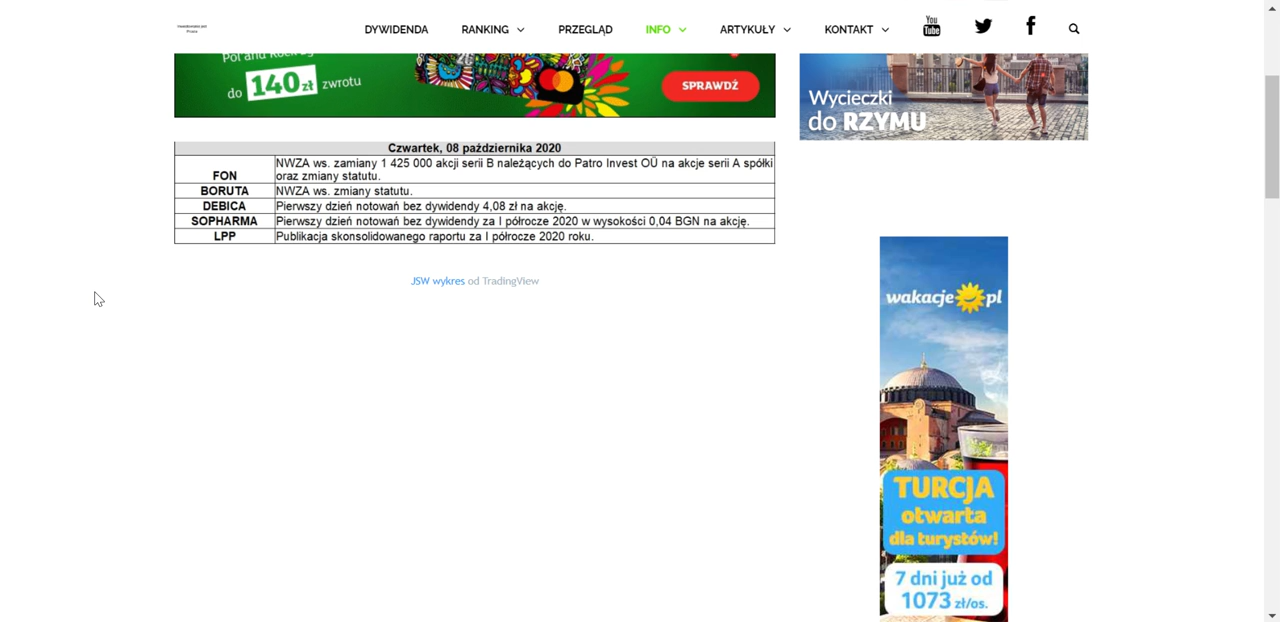 DYWIDENDA RANKING PRZEGLĄD INFO ARTYKUŁY KONTAKT You Tube
Pol and Rock
do 140 zł zwrotu
SPRAWDŹ
Wycieczki
do RZYMU
Czwartek, 08 października 2020
FON NWZA ws. zamiany 1 425 000 akcji serii B należących do Patro Invest OÜ na akcje serii A spółki
oraz zmiany statutu.
BORUTA NWZA ws. zmiany statutu.
DEBICA Pierwszy dzień notowań bez dywidendy 4,08 zł na akcję.
SOPHARMA Pierwszy dzień notowań bez dywidendy za I półrocze 2020 w wysokości 0,04 BGN na akcję.
LPP Publikacja skonsolidowanego raportu za I półrocze 2020 roku.
JSW wykres od TradingView
wakacje.pl
TURCJA
otwarta
dla turystów!
7 dni już od
1073 zł/os.